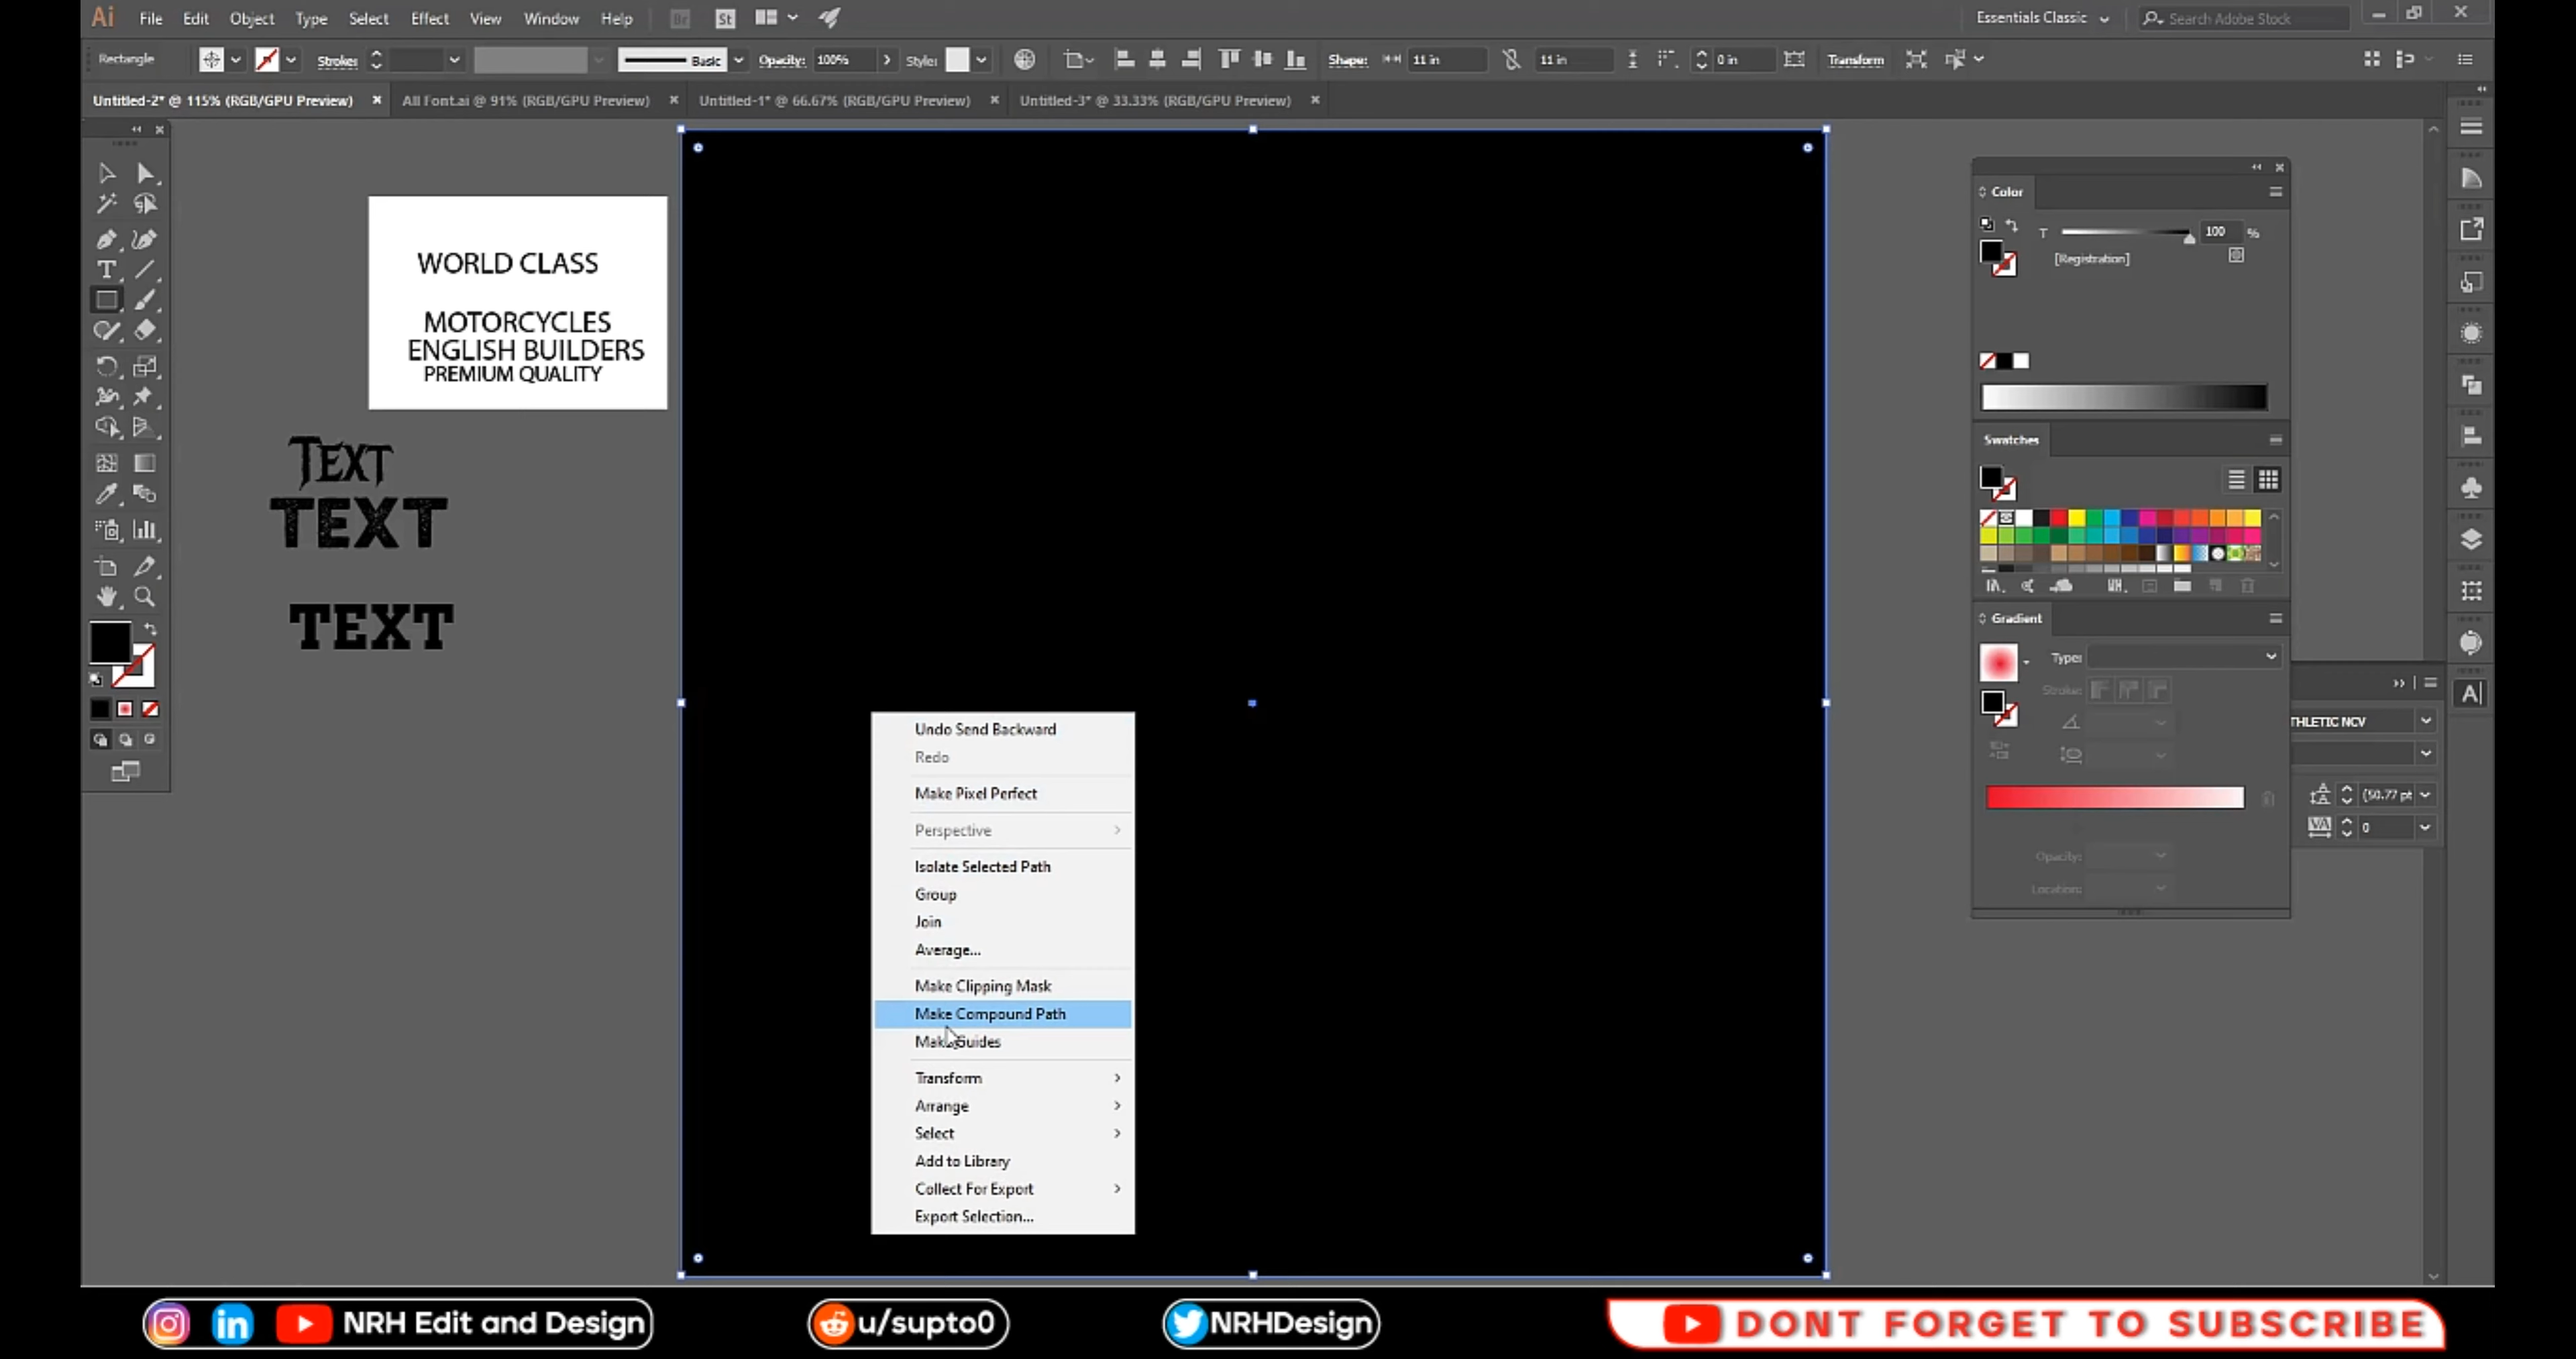 Ai File Edit Object Type Select Effect View Window Help Br St Essentials Classic Search Adobe Stock
Rectangle Stroke: Basic Opacity: 100% Style: Shape: 11 in 11 in 0 in Transform
Untitled-2* @ 115% (RGB/GPU Preview) All Font.ai @ 91% (RGB/GPU Preview) Untitled-1* @ 66.67% (RGB/GPU Preview) Untitled-3* @ 33.33% (RGB/GPU Preview)
WORLD CLASS
MOTORCYCLES
ENGLISH BUILDERS
PREMIUM QUALITY
TEXT
TEXT
TEXT
Undo Send Backward
Redo
Make Pixel Perfect
Perspective
Isolate Selected Path
Group
Join
Average...
Make Clipping Mask
Make Compound Path
Make Guides
Transform
Arrange
Select
Add to Library
Collect For Export
Export Selection...
Color
T 100 %
[Registration]
Swatches
Gradient
Type:
Stroke:
Opacity:
Location:
THLETIC NCV
(50.77 pt
0
NRH Edit and Design u/supto0 NRHDesign DONT FORGET TO SUBSCRIBE